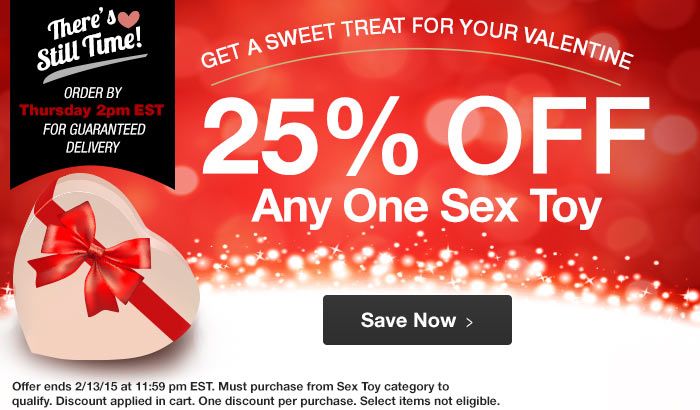 There's
Still Time!
ORDER BY
Thursday 2pm EST
FOR GUARANTEED
DELIVERY
GET A SWEET TREAT FOR YOUR VALENTINE
25% OFF
Any One Sex Toy
Save Now >
Offer ends 2/13/15 at 11:59 pm EST. Must purchase from Sex Toy category to
qualify. Discount applied in cart. One discount per purchase. Select items not eligible.